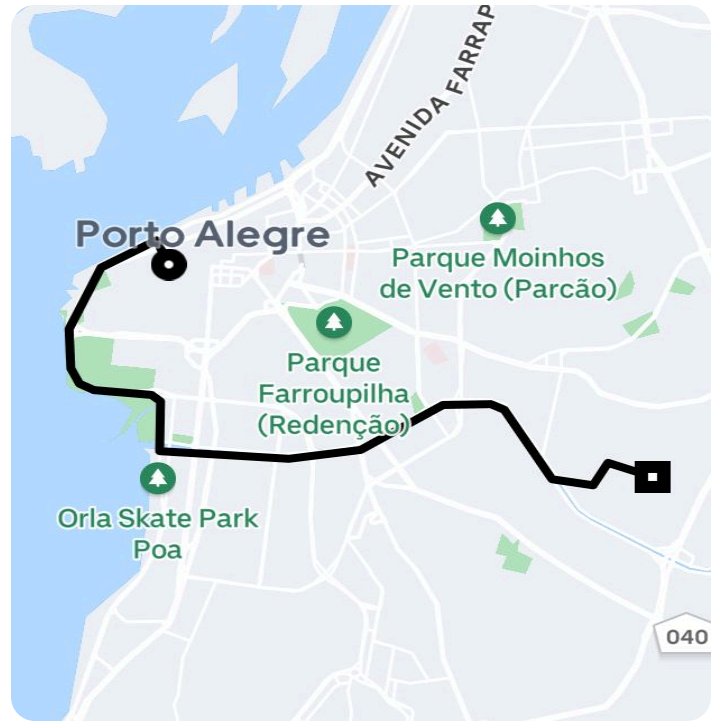 AVENIDA FARRAP
Porto Alegre
Parque Moinhos
de Vento (Parcão)
Parque
Farroupilha
(Redenção)
Orla Skate Park
Poa
040